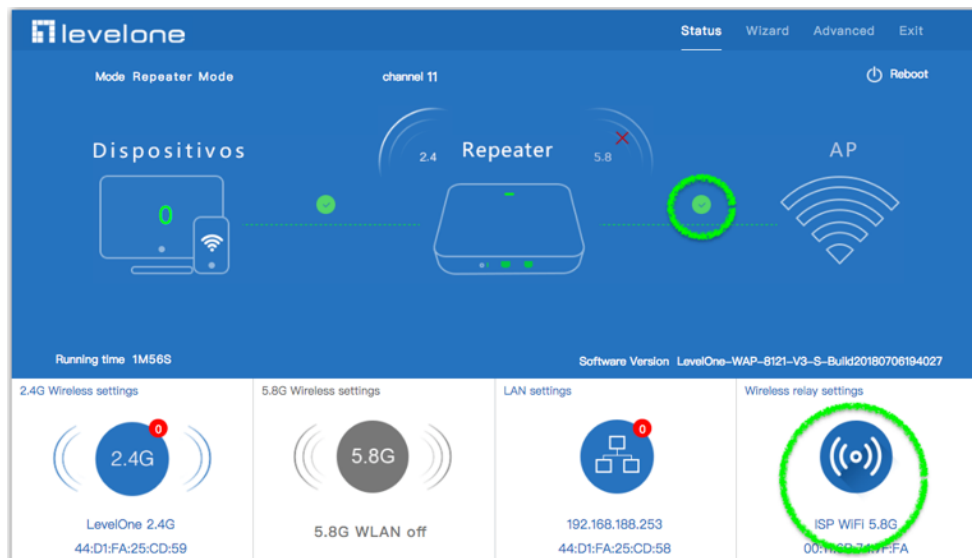 levelone
Status Wizard Advanced Exit
Mode Repeater Mode channel 11 Reboot
Dispositivos 2.4 Repeater 5.8 AP
0
Running time 1M56S Software Version LevelOne-WAP-8121-V3-S-Build20180706194027
2.4G Wireless settings 5.8G Wireless settings LAN settings Wireless relay settings
0 0
2.4G 5.8G
LevelOne 2.4G 5.8G WLAN off 192.168.188.253 ISP WiFi 5.8G
44:D1:FA:25:CD:59 44:D1:FA:25:CD:58